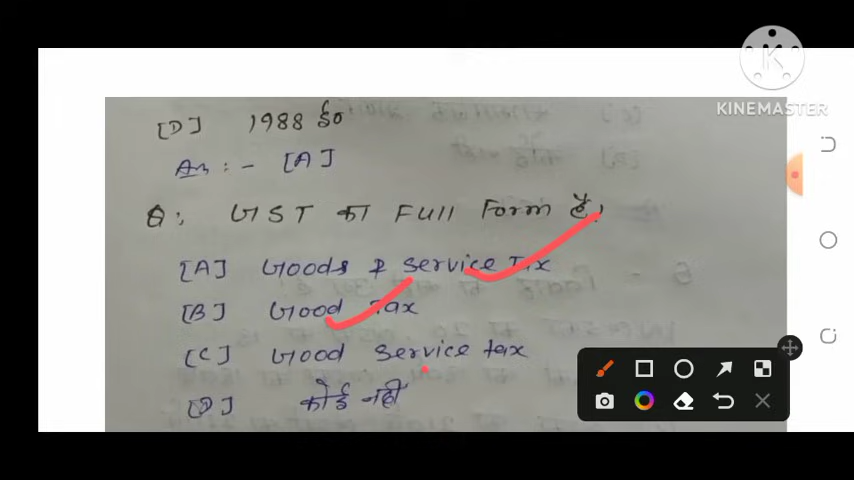 KINEMASTER
[D] 1988 ई०
Ans :- [A]
Q: GST का Full Form है।
[A] Goods & Service Tax
[B] Good Tax
[C] Good Service tax
[D] कोई नहीं